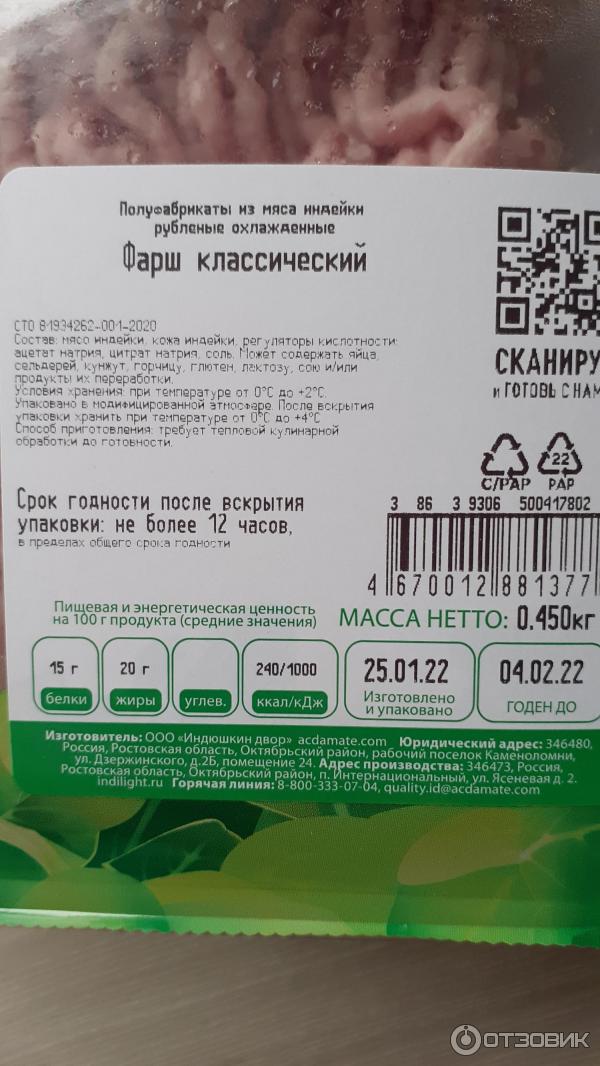 Полуфабрикаты из мяса индейки
рубленые охлажденные
Фарш классический
СТО 81934262-001-2020
Состав: мясо индейки, кожа индейки, регуляторы кислотности:
ацетат натрия, цитрат натрия, соль. Может содержать яйца,
сельдерей, кунжут, горчицу, глютен, лактозу, сою и/или
продукты их переработки.
Условия хранения: при температуре от 0°С до +2°С.
Упаковано в модифицированной атмосфере. После вскрытия
упаковки хранить при температуре от 0°С до +4°С
Способ приготовления: требует тепловой кулинарной
обработки до готовности.
СКАНИРУ
и ГОТОВЬ С НАМ
C/PAP
22
PAP
Срок годности после вскрытия
упаковки: не более 12 часов,
в пределах общего срока годности
3 86 3 9306 500417802
4 670012 881377
Пищевая и энергетическая ценность
на 100 г продукта (средние значения)
МАССА НЕТТО: 0.450кг
15 г
белки
20 г
жиры
углев.
240/1000
ккал/кДж
25.01.22
Изготовлено
и упаковано
04.02.22
ГОДЕН ДО
Изготовитель: ООО «Индюшкин двор» acdamate.com Юридический адрес: 346480,
Россия, Ростовская область, Октябрьский район, рабочий поселок Каменоломни,
ул. Дзержинского, д.2Б, помещение 24. Адрес производства: 346473, Россия,
Ростовская область, Октябрьский район, п. Интернациональный, ул. Ясеневая д. 2.
indilight.ru Горячая линия: 8-800-333-07-04, quality.id@acdamate.com
ОТЗОВИК